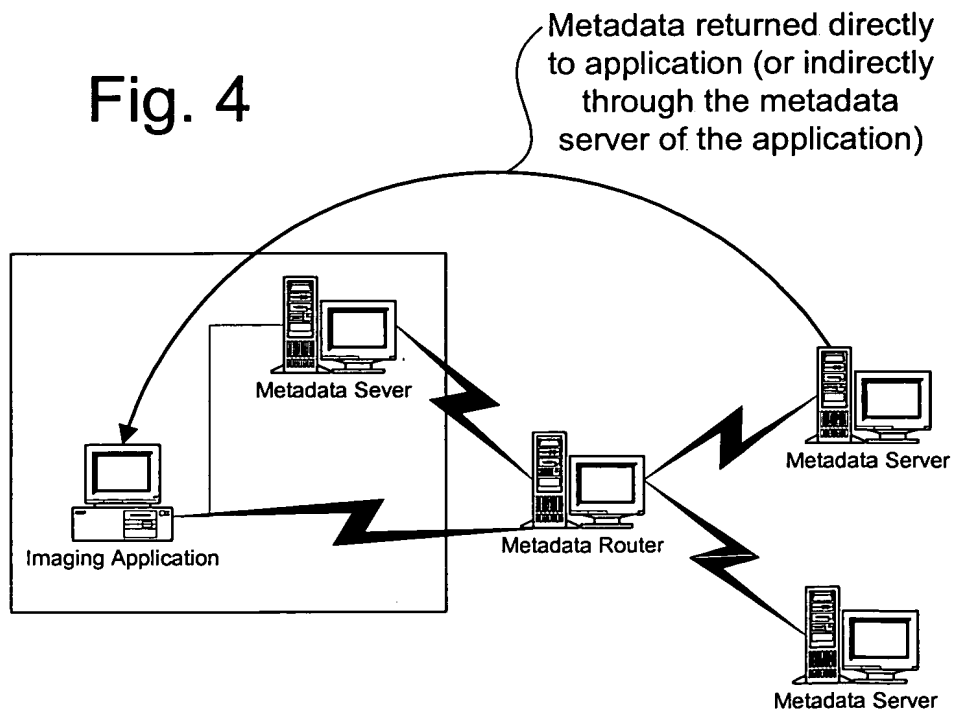 Fig. 4
Metadata returned directly
to application (or indirectly
through the metadata
server of the application)
Metadata Sever
Metadata Server
Imaging Application
Metadata Router
Metadata Server